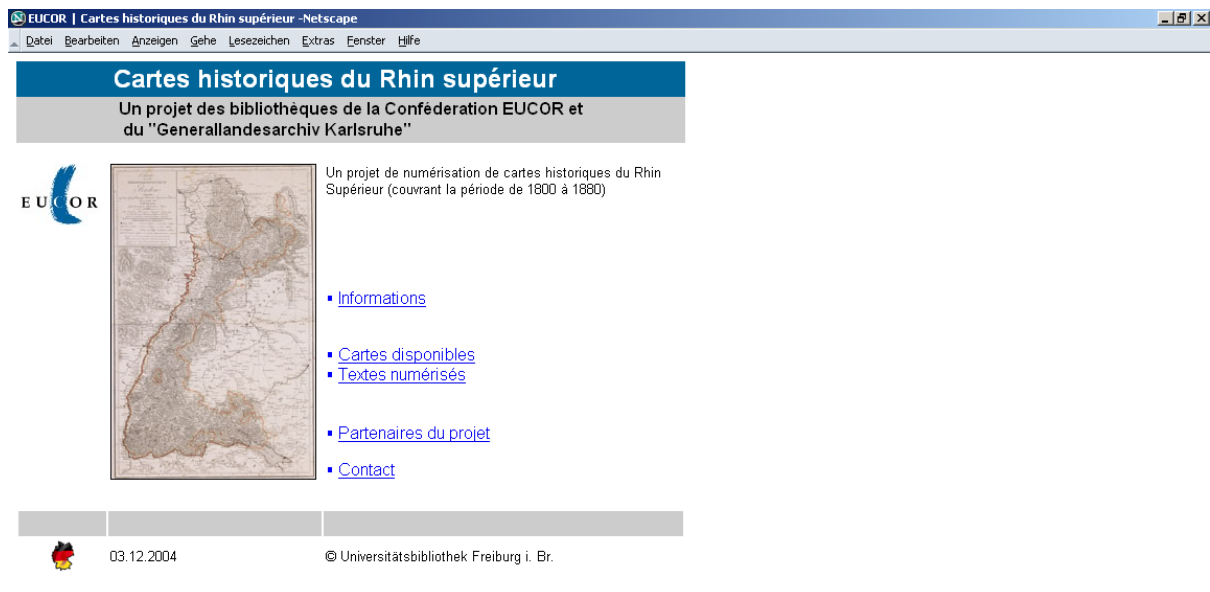 EUCOR | Cartes historiques du Rhin supérieur -Netscape
Datei Bearbeiten Anzeigen Gehe Lesezeichen Extras Fenster Hilfe
Cartes historiques du Rhin supérieur
Un projet des bibliothèques de la Conféderation EUCOR et
du "Generallandesarchiv Karlsruhe"
EUCOR
Un projet de numérisation de cartes historiques du Rhin
Supérieur (couvrant la période de 1800 à 1880)
Informations
Cartes disponibles
Textes numérisés
Partenaires du projet
Contact
03.12.2004
© Universitätsbibliothek Freiburg i. Br.